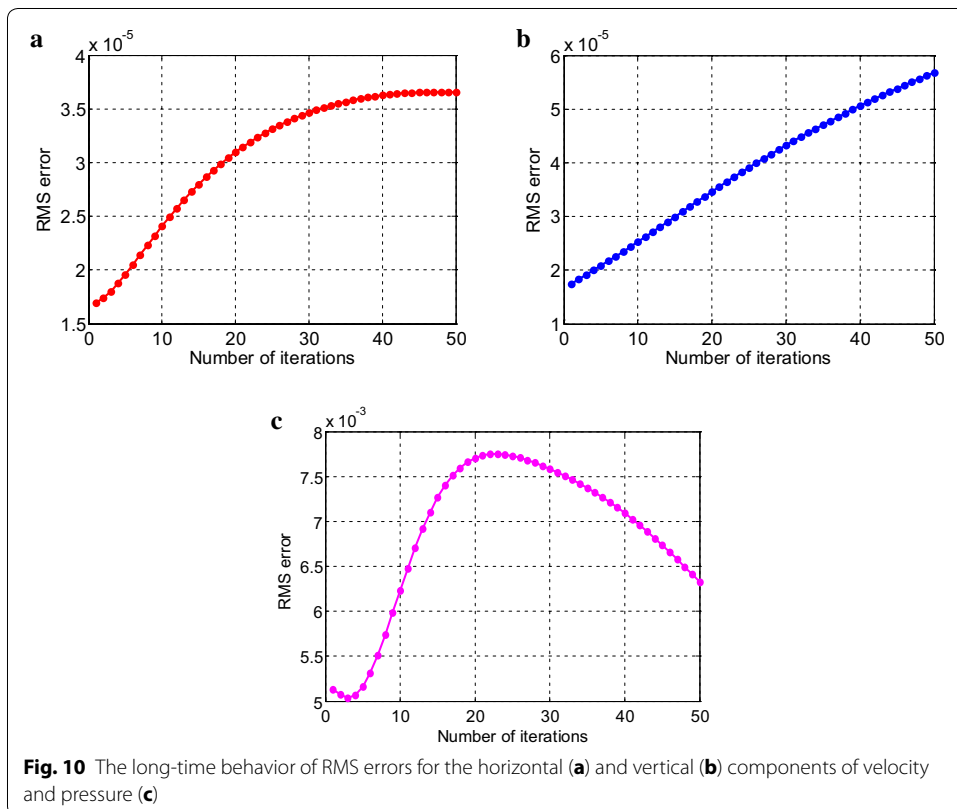 a
x 10-5
4
3.5
3
2.5
2
1.5
RMS error
0 10 20 30 40 50
Number of iterations
b
x 10-5
6
5
4
3
2
1
RMS error
0 10 20 30 40 50
Number of iterations
c
x 10-3
8
7.5
7
6.5
6
5.5
5
RMS error
0 10 20 30 40 50
Number of iterations
Fig. 10 The long-time behavior of RMS errors for the horizontal (a) and vertical (b) components of velocity
and pressure (c)